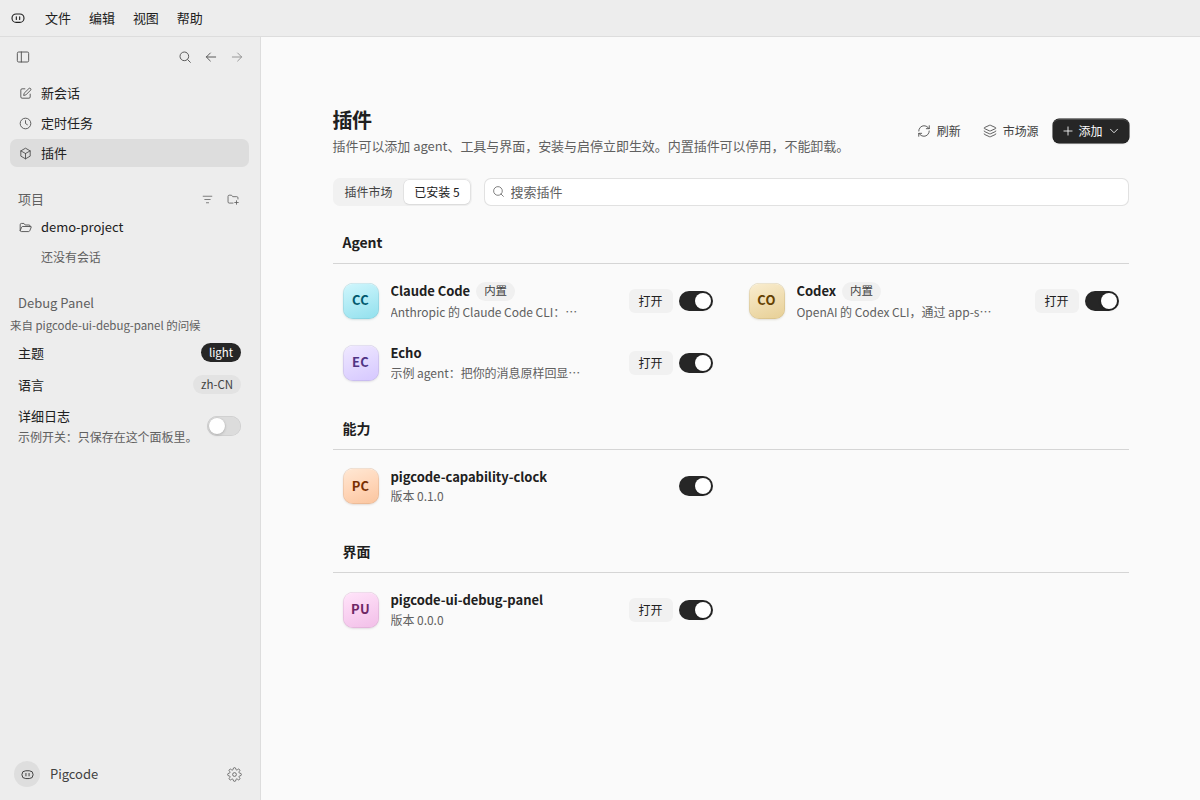 文件 编辑 视图 帮助
新会话
定时任务
插件
项目
demo-project
还没有会话
Debug Panel
来自 pigcode-ui-debug-panel 的问候
主题 light
语言 zh-CN
详细日志
示例开关：只保存在这个面板里。
Pigcode
插件
插件可以添加 agent、工具与界面，安装与启停立即生效。内置插件可以停用，不能卸载。
刷新 市场源 添加
插件市场 已安装 5 搜索插件
Agent
CC Claude Code 内置 打开
Anthropic 的 Claude Code CLI：…
CO Codex 内置 打开
OpenAI 的 Codex CLI，通过 app-s…
EC Echo 打开
示例 agent：把你的消息原样回显…
能力
PC pigcode-capability-clock
版本 0.1.0
界面
PU pigcode-ui-debug-panel 打开
版本 0.0.0